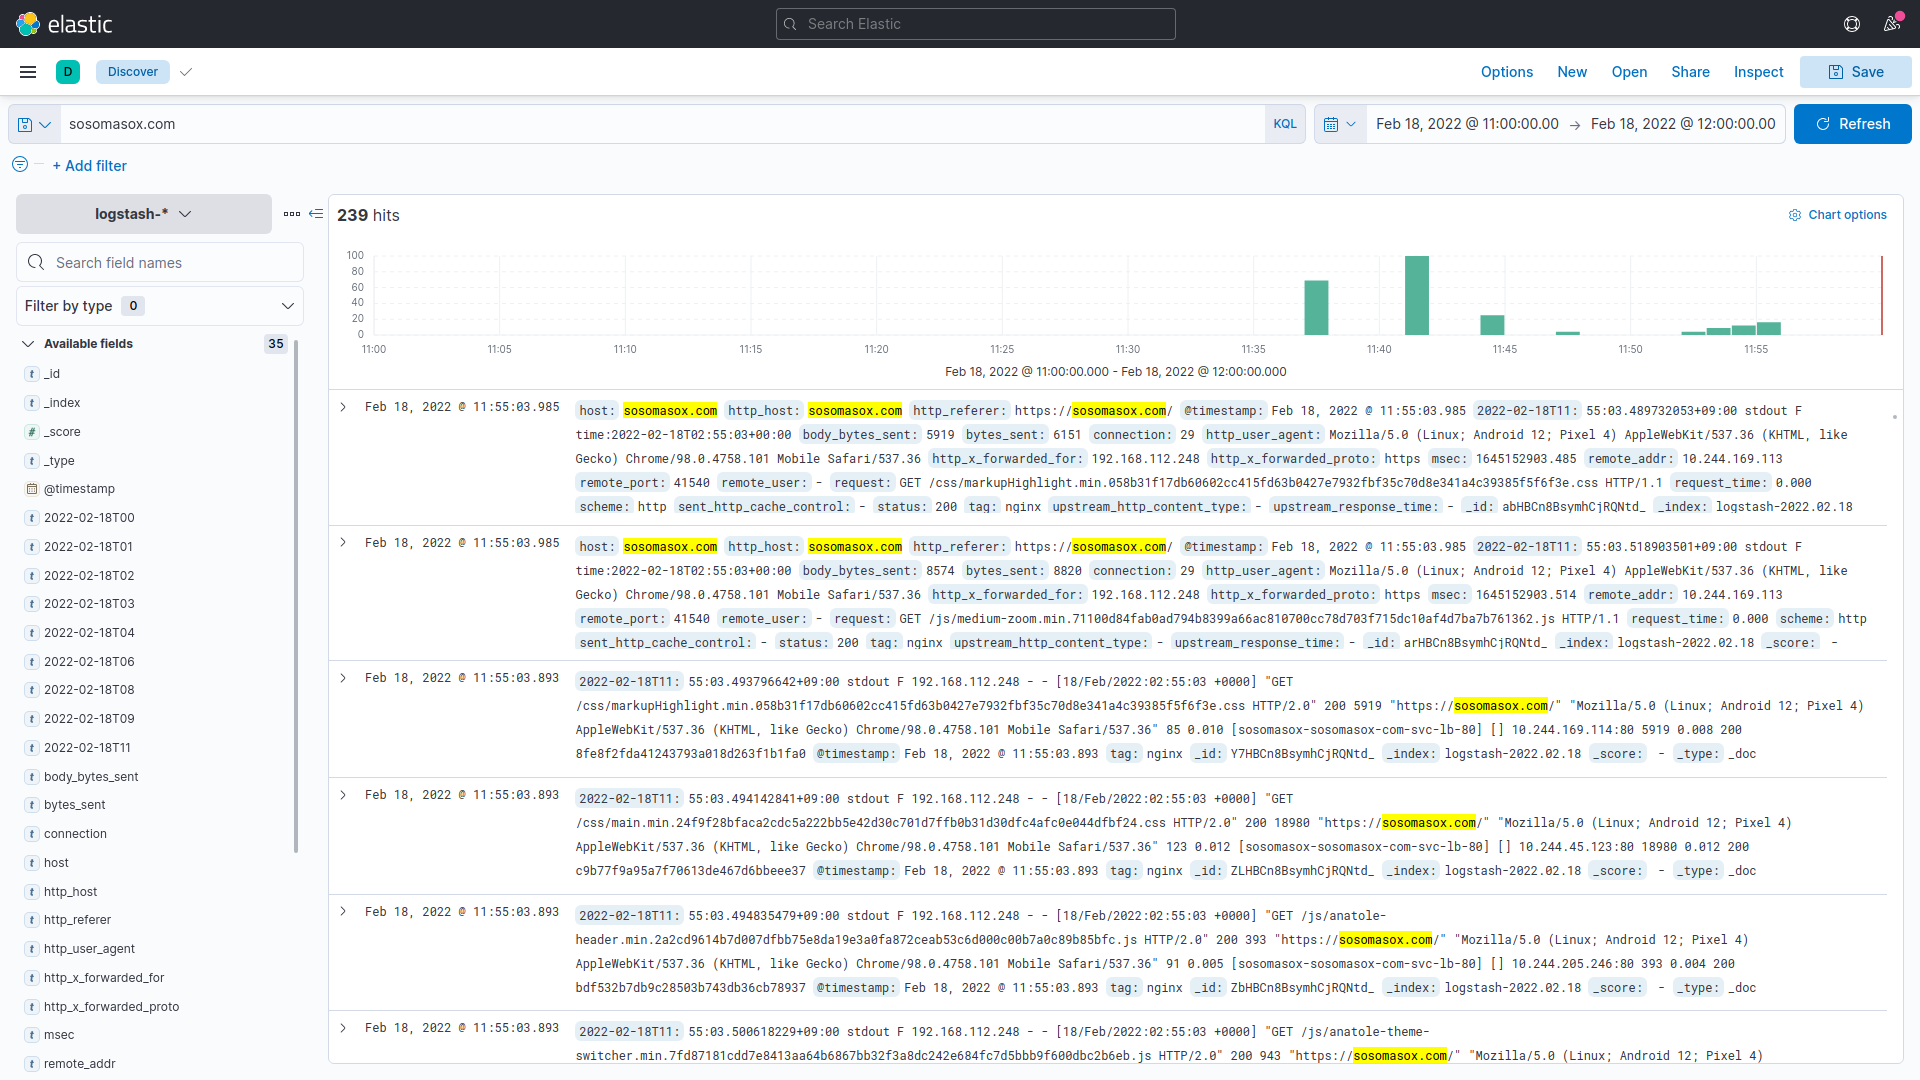 elastic
Search Elastic
D
Discover
Options
New
Open
Share
Inspect
Save
sosomasox.com
KQL
Feb 18, 2022 @ 11:00:00.00 → Feb 18, 2022 @ 12:00:00.00
Refresh
+ Add filter
logstash-*
Search field names
Filter by type 0
Available fields 35
t _id
t _index
# _score
t _type
@timestamp
t 2022-02-18T00
t 2022-02-18T01
t 2022-02-18T02
t 2022-02-18T03
t 2022-02-18T04
t 2022-02-18T06
t 2022-02-18T08
t 2022-02-18T09
t 2022-02-18T11
t body_bytes_sent
t bytes_sent
t connection
t host
t http_host
t http_referer
t http_user_agent
t http_x_forwarded_for
t http_x_forwarded_proto
t msec
t remote_addr
239 hits
Chart options
100
80
60
40
20
0
11:00 11:05 11:10 11:15 11:20 11:25 11:30 11:35 11:40 11:45 11:50 11:55
Feb 18, 2022 @ 11:00:00.000 - Feb 18, 2022 @ 12:00:00.000
Feb 18, 2022 @ 11:55:03.985
host: sosomasox.com http_host: sosomasox.com http_referer: https://sosomasox.com/ @timestamp: Feb 18, 2022 @ 11:55:03.985 2022-02-18T11: 55:03.489732053+09:00 stdout F
time:2022-02-18T02:55:03+00:00 body_bytes_sent: 5919 bytes_sent: 6151 connection: 29 http_user_agent: Mozilla/5.0 (Linux; Android 12; Pixel 4) AppleWebKit/537.36 (KHTML, like
Gecko) Chrome/98.0.4758.101 Mobile Safari/537.36 http_x_forwarded_for: 192.168.112.248 http_x_forwarded_proto: https msec: 1645152903.485 remote_addr: 10.244.169.113
remote_port: 41540 remote_user: - request: GET /css/markupHighlight.min.058b31f17db60602cc415fd63b0427e7932fbf35c70d8e341a4c39385f5f6f3e.css HTTP/1.1 request_time: 0.000
scheme: http sent_http_cache_control: - status: 200 tag: nginx upstream_http_content_type: - upstream_response_time: - _id: abHBCn8BsymhCjRQNtd_ _index: logstash-2022.02.18
Feb 18, 2022 @ 11:55:03.985
host: sosomasox.com http_host: sosomasox.com http_referer: https://sosomasox.com/ @timestamp: Feb 18, 2022 @ 11:55:03.985 2022-02-18T11: 55:03.518903501+09:00 stdout F
time:2022-02-18T02:55:03+00:00 body_bytes_sent: 8574 bytes_sent: 8820 connection: 29 http_user_agent: Mozilla/5.0 (Linux; Android 12; Pixel 4) AppleWebKit/537.36 (KHTML, like
Gecko) Chrome/98.0.4758.101 Mobile Safari/537.36 http_x_forwarded_for: 192.168.112.248 http_x_forwarded_proto: https msec: 1645152903.514 remote_addr: 10.244.169.113
remote_port: 41540 remote_user: - request: GET /js/medium-zoom.min.71100d84fab0ad794b8399a66ac810700cc78d703f715dc10af4d7ba7b761362.js HTTP/1.1 request_time: 0.000 scheme: http
sent_http_cache_control: - status: 200 tag: nginx upstream_http_content_type: - upstream_response_time: - _id: arHBCn8BsymhCjRQNtd_ _index: logstash-2022.02.18 _score: -
Feb 18, 2022 @ 11:55:03.893
2022-02-18T11: 55:03.493796642+09:00 stdout F 192.168.112.248 - - [18/Feb/2022:02:55:03 +0000] "GET
/css/markupHighlight.min.058b31f17db60602cc415fd63b0427e7932fbf35c70d8e341a4c39385f5f6f3e.css HTTP/2.0" 200 5919 "https://sosomasox.com/" "Mozilla/5.0 (Linux; Android 12; Pixel 4)
AppleWebKit/537.36 (KHTML, like Gecko) Chrome/98.0.4758.101 Mobile Safari/537.36" 85 0.010 [sosomasox-sosomasox-com-svc-lb-80] [] 10.244.169.114:80 5919 0.008 200
8fe8f2fda41243793a018d263f1b1fa0 @timestamp: Feb 18, 2022 @ 11:55:03.893 tag: nginx _id: Y7HBCn8BsymhCjRQNtd_ _index: logstash-2022.02.18 _score: - _type: _doc
Feb 18, 2022 @ 11:55:03.893
2022-02-18T11: 55:03.494142841+09:00 stdout F 192.168.112.248 - - [18/Feb/2022:02:55:03 +0000] "GET
/css/main.min.24f9f28bfaca2cdc5a222bb5e42d30c701d7ffb0b31d30dfc4afc0e044dfbf24.css HTTP/2.0" 200 18980 "https://sosomasox.com/" "Mozilla/5.0 (Linux; Android 12; Pixel 4)
AppleWebKit/537.36 (KHTML, like Gecko) Chrome/98.0.4758.101 Mobile Safari/537.36" 123 0.012 [sosomasox-sosomasox-com-svc-lb-80] [] 10.244.45.123:80 18980 0.012 200
c9b77f9a95a7f70613de467d6bbeee37 @timestamp: Feb 18, 2022 @ 11:55:03.893 tag: nginx _id: ZLHBCn8BsymhCjRQNtd_ _index: logstash-2022.02.18 _score: - _type: _doc
Feb 18, 2022 @ 11:55:03.893
2022-02-18T11: 55:03.494835479+09:00 stdout F 192.168.112.248 - - [18/Feb/2022:02:55:03 +0000] "GET /js/anatole-
header.min.2a2cd9614b7d007dfbb75e8da19e3a0fa872ceab53c6d000c00b7a0c89b85bfc.js HTTP/2.0" 200 393 "https://sosomasox.com/" "Mozilla/5.0 (Linux; Android 12; Pixel 4)
AppleWebKit/537.36 (KHTML, like Gecko) Chrome/98.0.4758.101 Mobile Safari/537.36" 91 0.005 [sosomasox-sosomasox-com-svc-lb-80] [] 10.244.205.246:80 393 0.004 200
bdf532b7db9c28503b743db36cb78937 @timestamp: Feb 18, 2022 @ 11:55:03.893 tag: nginx _id: ZbHBCn8BsymhCjRQNtd_ _index: logstash-2022.02.18 _score: - _type: _doc
Feb 18, 2022 @ 11:55:03.893
2022-02-18T11: 55:03.500618229+09:00 stdout F 192.168.112.248 - - [18/Feb/2022:02:55:03 +0000] "GET /js/anatole-theme-
switcher.min.7fd87181cdd7e8413aa64b6867bb32f3a8dc242e684fc7d5bbb9f600dbc2b6eb.js HTTP/2.0" 200 943 "https://sosomasox.com/" "Mozilla/5.0 (Linux; Android 12; Pixel 4)